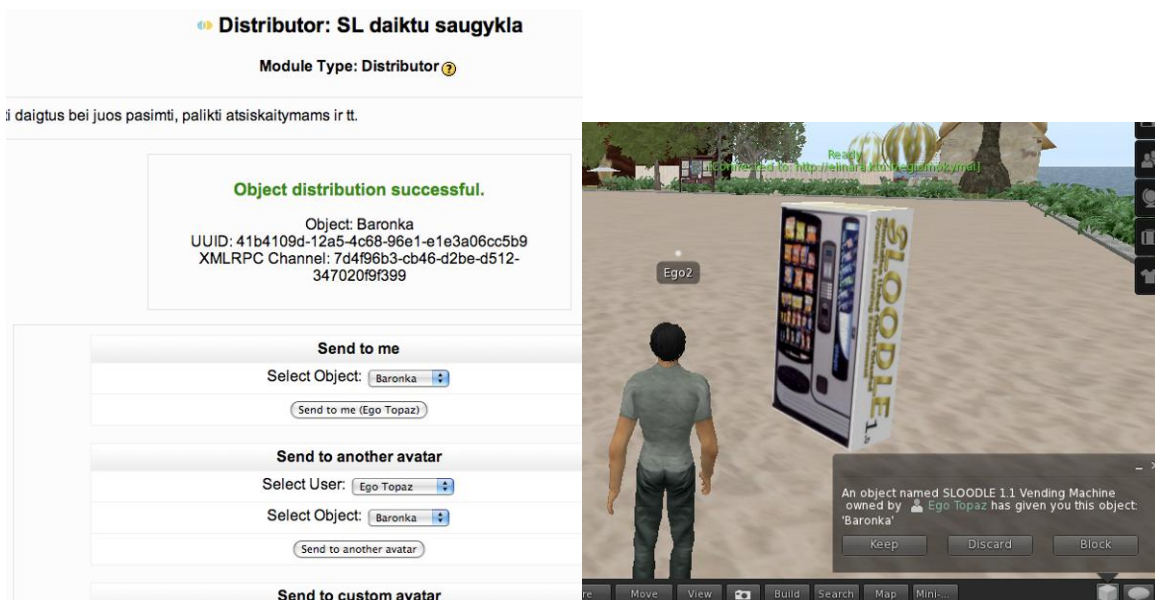 Distributor: SL daiktu saugykla
Module Type: Distributor
i daigtus bei juos pasimti, palikti atsiskaitymams ir tt.
Object distribution successful.
Object: Baronka
UUID: 41b4109d-12a5-4c68-96e1-e1e3a06cc5b9
XMLRPC Channel: 7d4f96b3-cb46-d2be-d512-
347020f9f399
Send to me
Select Object: Baronka
Send to me (Ego Topaz)
Send to another avatar
Select User: Ego Topaz
Select Object: Baronka
Send to another avatar
Send to custom avatar
Ready
Ego2
SLOODLE 1.
An object named SLOODLE 1.1 Vending Machine
owned by Ego Topaz has given you this object:
'Baronka'
Keep Discard Block
re Move View Build Search Map Mini-...